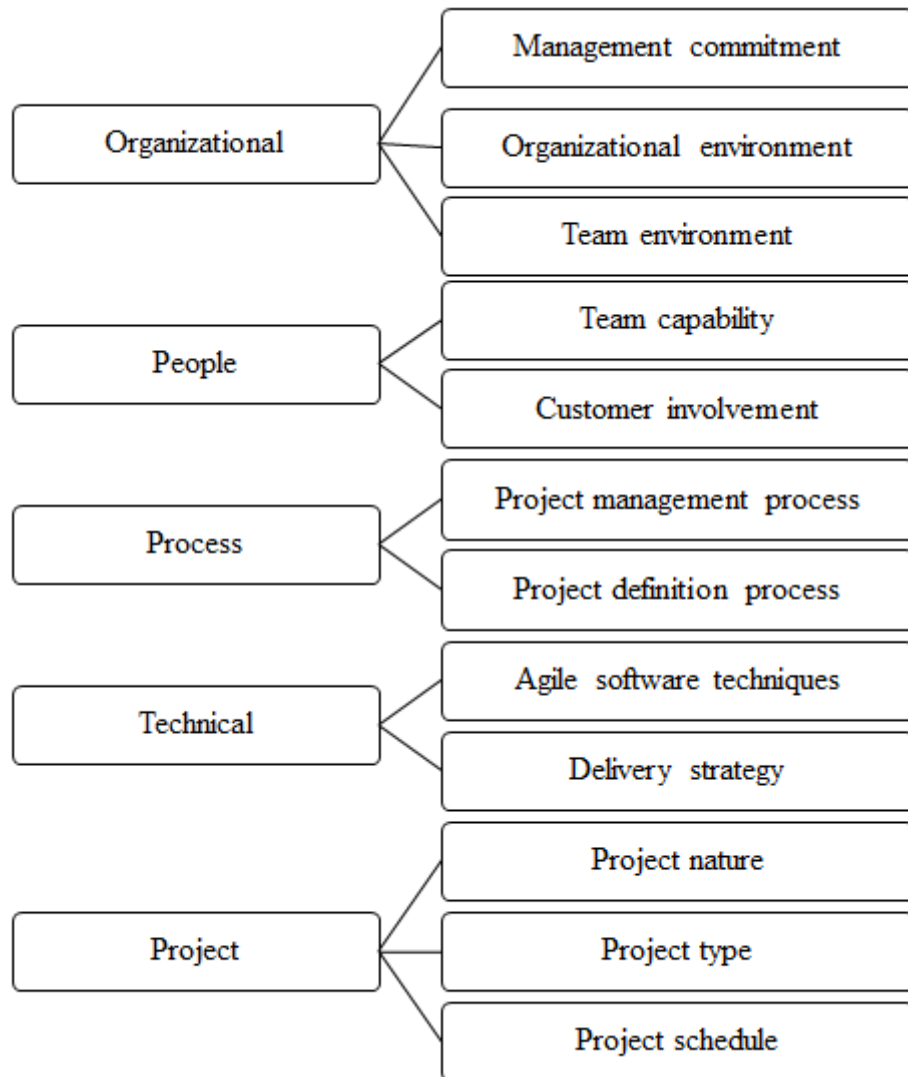 Organizational
Management commitment
Organizational environment
Team environment
People
Team capability
Customer involvement
Process
Project management process
Project definition process
Technical
Agile software techniques
Delivery strategy
Project
Project nature
Project type
Project schedule